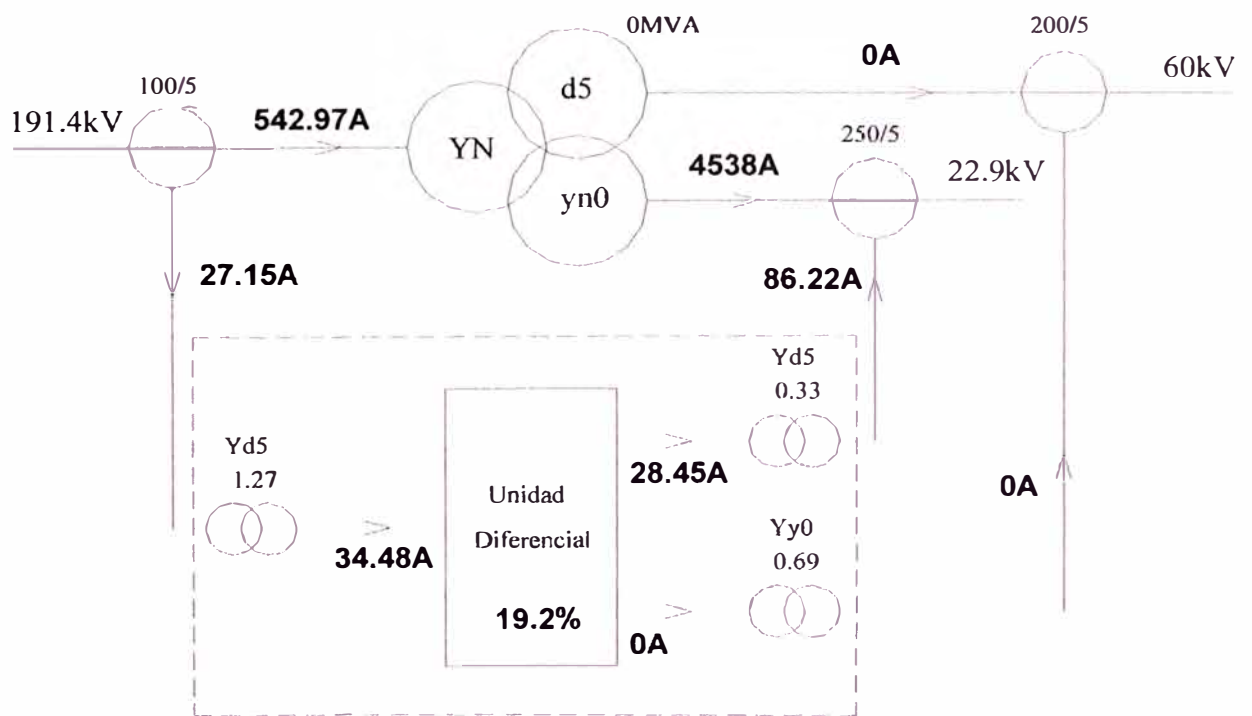 0MVA
200/5
0A
60kV
d5
100/5
191.4kV
542.97A
YN
250/5
4538A
22.9kV
yn0
27.15A
86.22A
Yd5
0.33
Yd5
1.27
28.45A
0A
Unidad
Diferencial
34.48A
Yy0
0.69
19.2%
0A